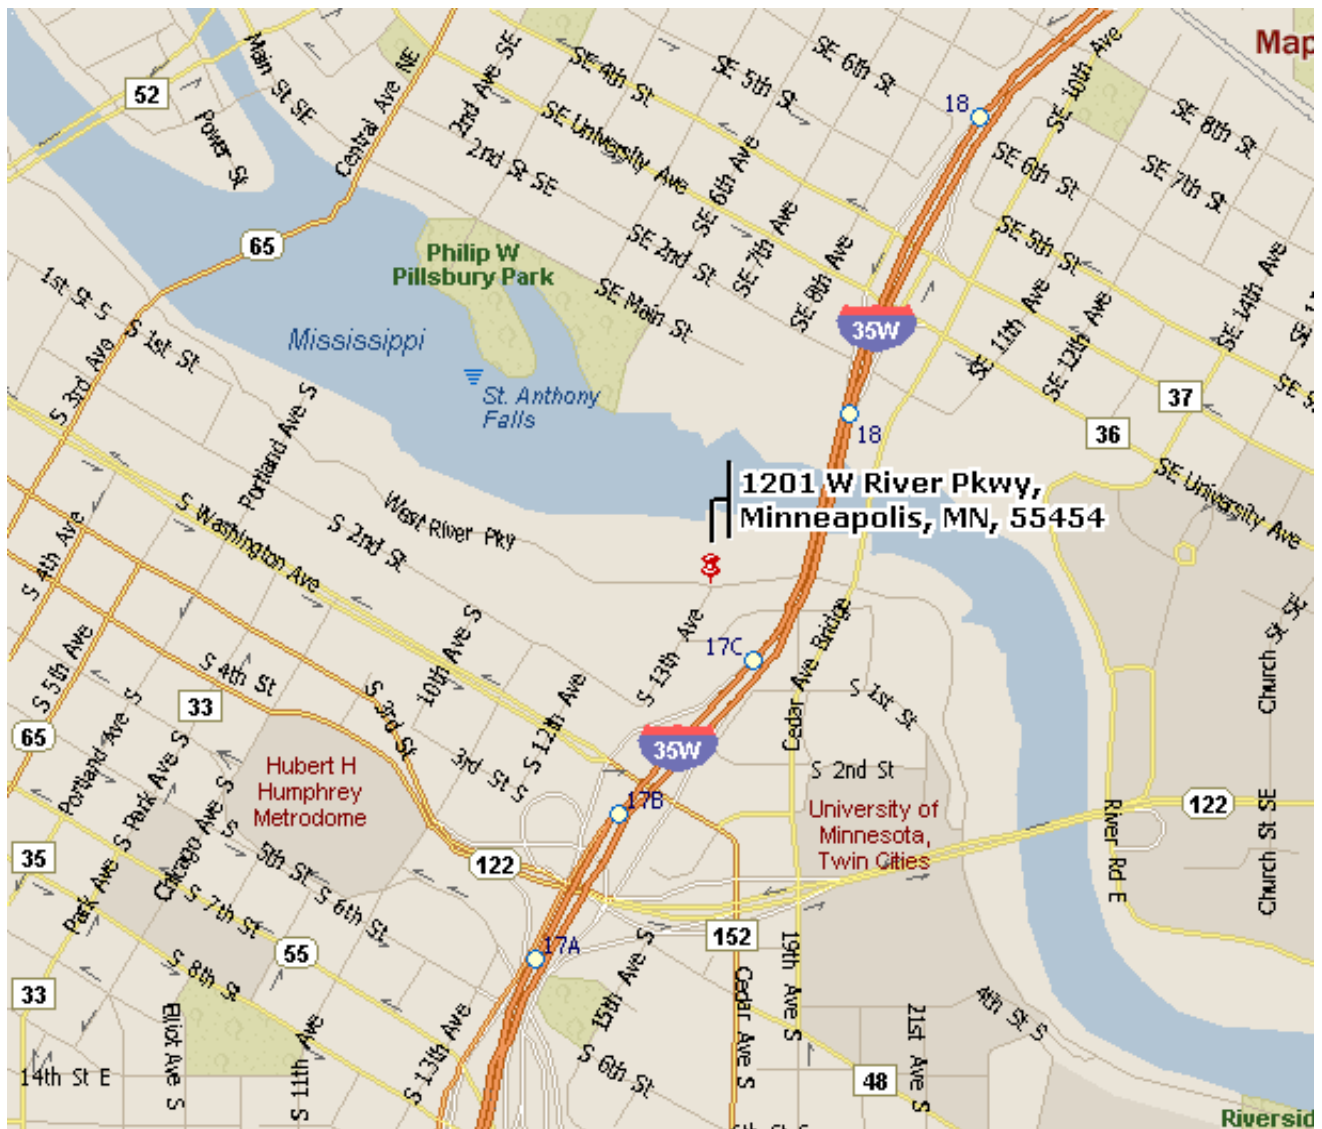 Map
52
Main St SE
Power St
Central Ave NE
2nd Ave SE
SE 4th St
SE 5th St
SE 6th St
SE 10th Ave
18
SE 8th St
SE 7th St
SE 6th St
SE 5th St
SE University Ave
2nd St SE
SE 6th Ave
SE 7th Ave
SE 8th Ave
SE 2nd St
SE Main St
65
Philip W
Pillsbury Park
35W
SE 11th Ave
SE 12th Ave
SE 14th Ave
1st St S
S 1st St
S 3rd Ave
Mississippi
St. Anthony
Falls
Portland Ave S
18
37
36
SE University Ave
1201 W River Pkwy,
Minneapolis, MN, 55454
West River Pky
S 2nd St
S Washington Ave
S 4th Ave
S 5th Ave
S 4th St
S 3rd St
10th Ave S
S 12th Ave
S 13th Ave
17C
Cedar Ave Bridge
S 1st St
Church St SE
33
65
35W
3rd St S
S 2nd St
Portland Ave S
S Park Ave S
Hubert H
Humphrey
Metrodome
17B
University of
Minnesota,
Twin Cities
River Rd E
122
Church St SE
35
Park Ave S
Chicago Ave S
S 5th St
S 6th St
S 7th St
S 8th St
122
55
17A
152
33
15th Ave S
Cedar Ave S
19th Ave S
21st Ave S
4th St S
Elliot Ave S
S 11th Ave
S 13th Ave
S 6th St
14th St E
48
Riversid